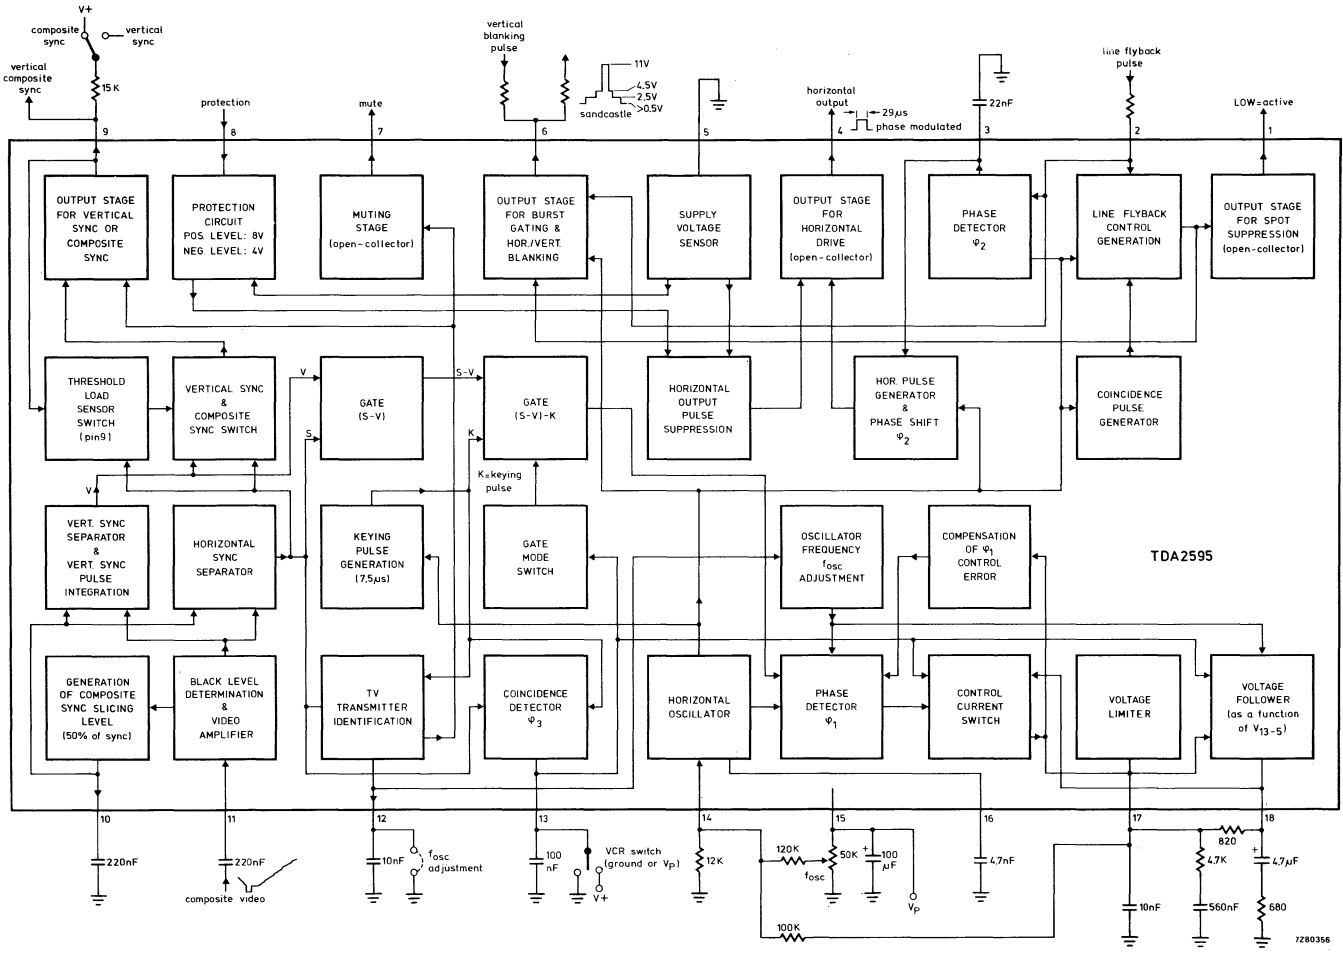 V+
composite
sync
vertical
sync
vertical
composite
sync
15 K
protection
mute
vertical
blanking
pulse
11V
4.5V
2.5V
>0.5V
sandcastle
horizontal
output
29µs
phase modulated
22nF
line flyback
pulse
LOW=active
9
8
7
6
5
4
3
2
1
OUTPUT STAGE
FOR VERTICAL
SYNC OR
COMPOSITE
SYNC
PROTECTION
CIRCUIT
POS. LEVEL: 8V
NEG. LEVEL: 4V
MUTING
STAGE
(open-collector)
OUTPUT STAGE
FOR BURST
GATING &
HOR./VERT.
BLANKING
SUPPLY
VOLTAGE
SENSOR
OUTPUT STAGE
FOR
HORIZONTAL
DRIVE
(open-collector)
PHASE
DETECTOR
φ2
LINE FLYBACK
CONTROL
GENERATION
OUTPUT STAGE
FOR SPOT
SUPPRESSION
(open-collector)
THRESHOLD
LOAD
SENSOR
SWITCH
(pin9)
VERTICAL SYNC
&
COMPOSITE
SYNC SWITCH
V
S
GATE
(S-V)
S-V
K
GATE
(S-V)-K
HORIZONTAL
OUTPUT
PULSE
SUPPRESSION
HOR. PULSE
GENERATOR
&
PHASE SHIFT
φ2
COINCIDENCE
PULSE
GENERATOR
V
K=keying
pulse
VERT. SYNC
SEPARATOR
&
VERT. SYNC
PULSE
INTEGRATION
HORIZONTAL
SYNC
SEPARATOR
KEYING
PULSE
GENERATION
(7,5µs)
GATE
MODE
SWITCH
OSCILLATOR
FREQUENCY
fosc
ADJUSTMENT
COMPENSATION
OF φ1
CONTROL
ERROR
TDA2595
GENERATION
OF COMPOSITE
SYNC SLICING
LEVEL
(50% of sync)
BLACK LEVEL
DETERMINATION
&
VIDEO
AMPLIFIER
TV
TRANSMITTER
IDENTIFICATION
COINCIDENCE
DETECTOR
φ3
HORIZONTAL
OSCILLATOR
PHASE
DETECTOR
φ1
CONTROL
CURRENT
SWITCH
VOLTAGE
LIMITER
VOLTAGE
FOLLOWER
(as a function
of V13-5)
10
11
12
13
14
15
16
17
18
220nF
220nF
composite video
10nF
fosc
adjustment
100
nF
VCR switch
(ground or VP)
V+
12K
120K
50K
fosc
+
100
µF
VP
100K
4,7nF
820
4,7K
+
4,7µF
10nF
560nF
680
7Z80356